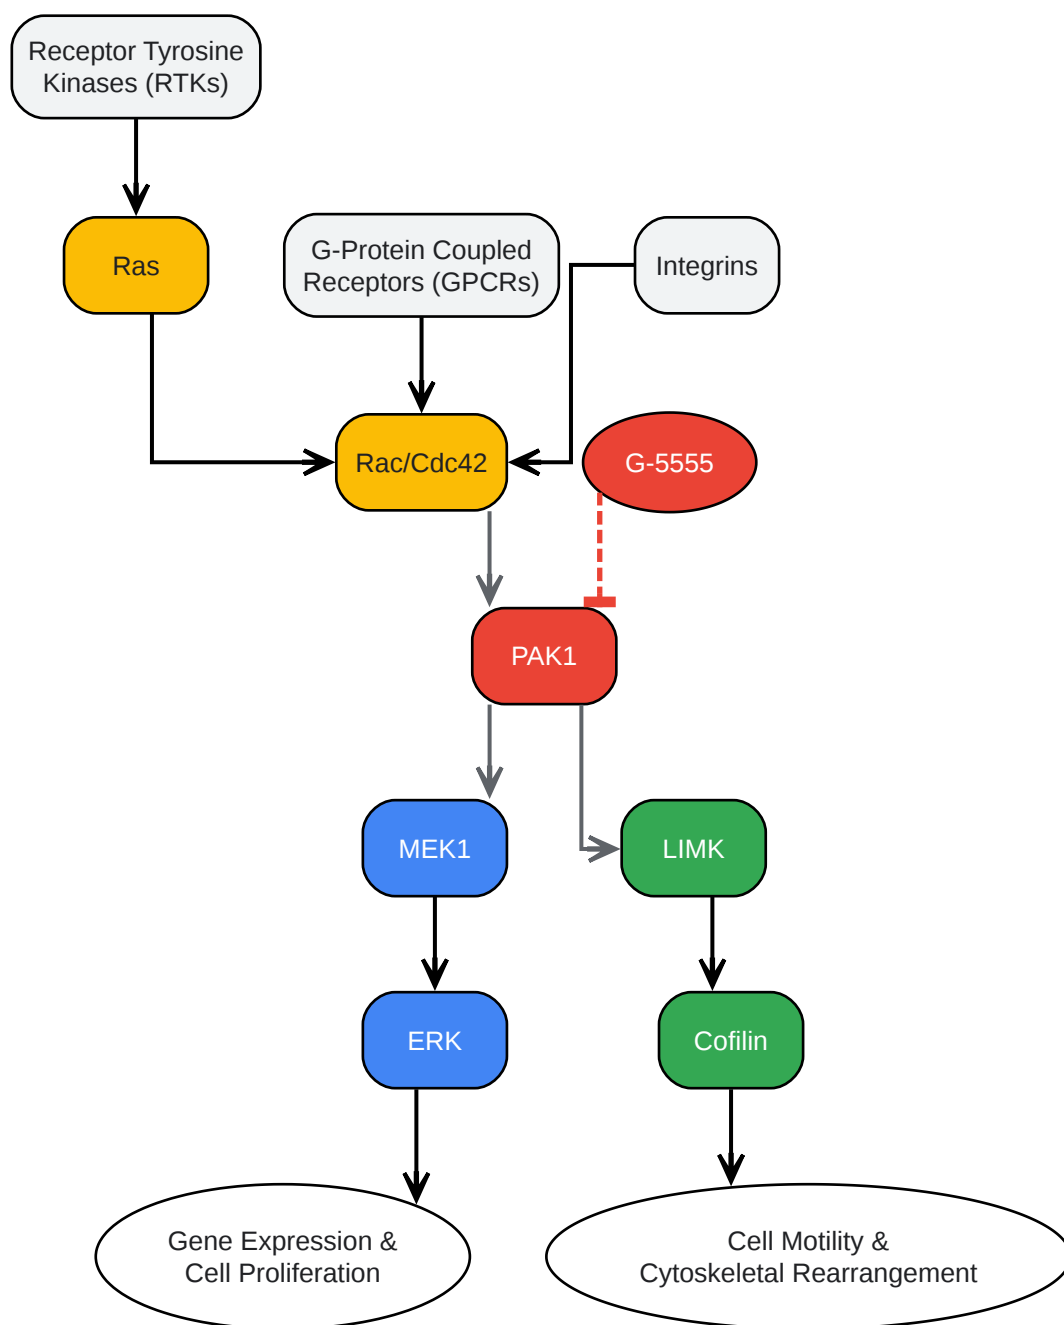 Receptor Tyrosine
Kinases (RTKs)
Ras
G-Protein Coupled
Receptors (GPCRs)
Integrins
Rac/Cdc42
G-5555
PAK1
MEK1
LIMK
ERK
Cofilin
Gene Expression &
Cell Proliferation
Cell Motility &
Cytoskeletal Rearrangement